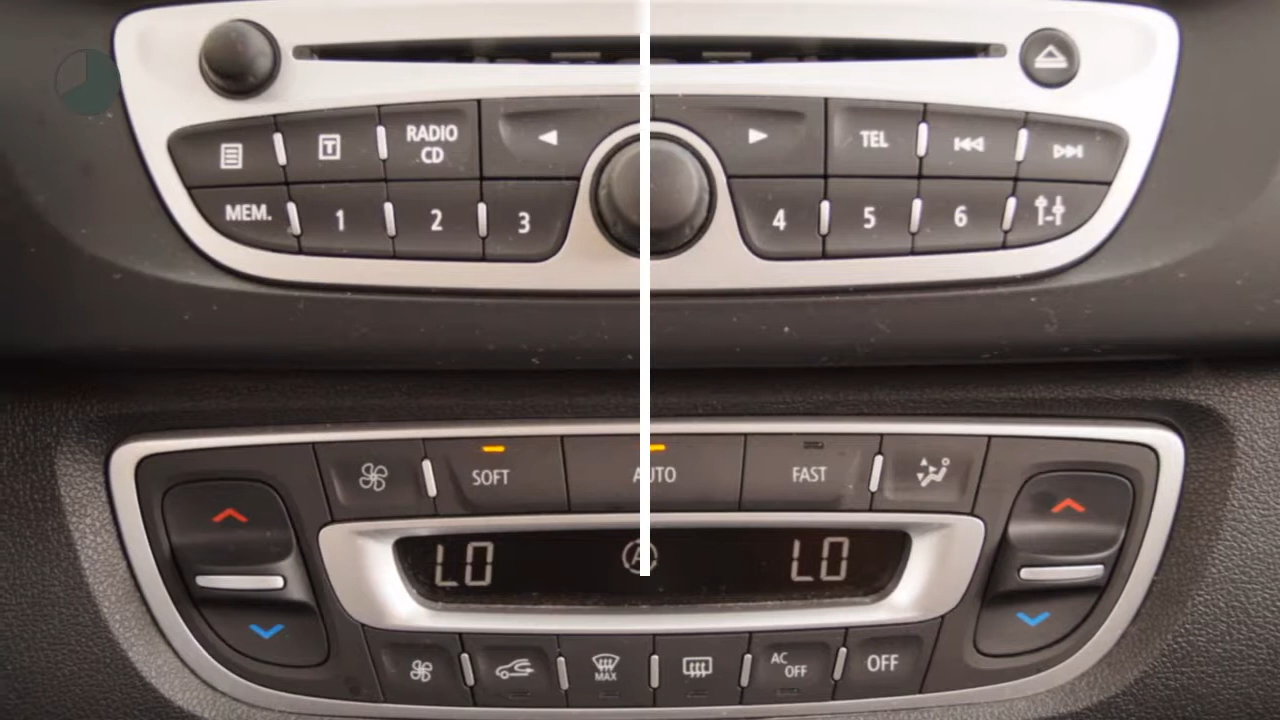 RADIO
CD
TEL
MEM. 1 2 3 4 5 6
SOFT AUTO FAST
LO A LO
MAX
AC
OFF
OFF